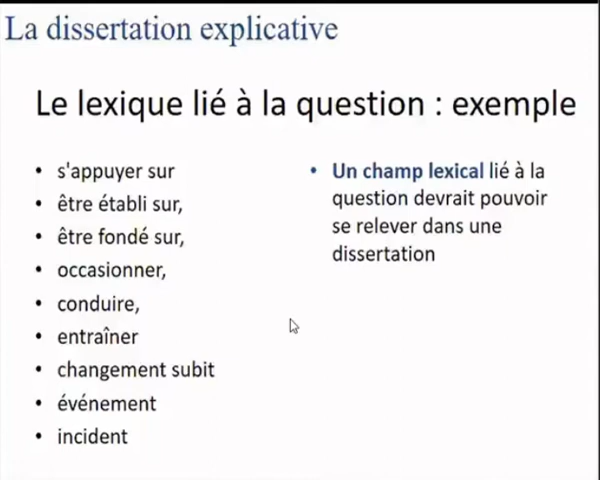 La dissertation explicative
Le lexique lié à la question : exemple
• s'appuyer sur
• être établi sur,
• être fondé sur,
• occasionner,
• conduire,
• entraîner
• changement subit
• événement
• incident
• Un champ lexical lié à la
question devrait pouvoir
se relever dans une
dissertation